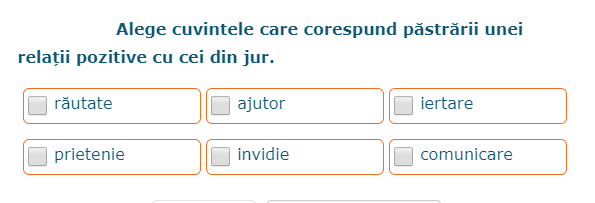 Alege cuvintele care corespund păstrării unei
relații pozitive cu cei din jur.
răutate ajutor iertare
prietenie invidie comunicare